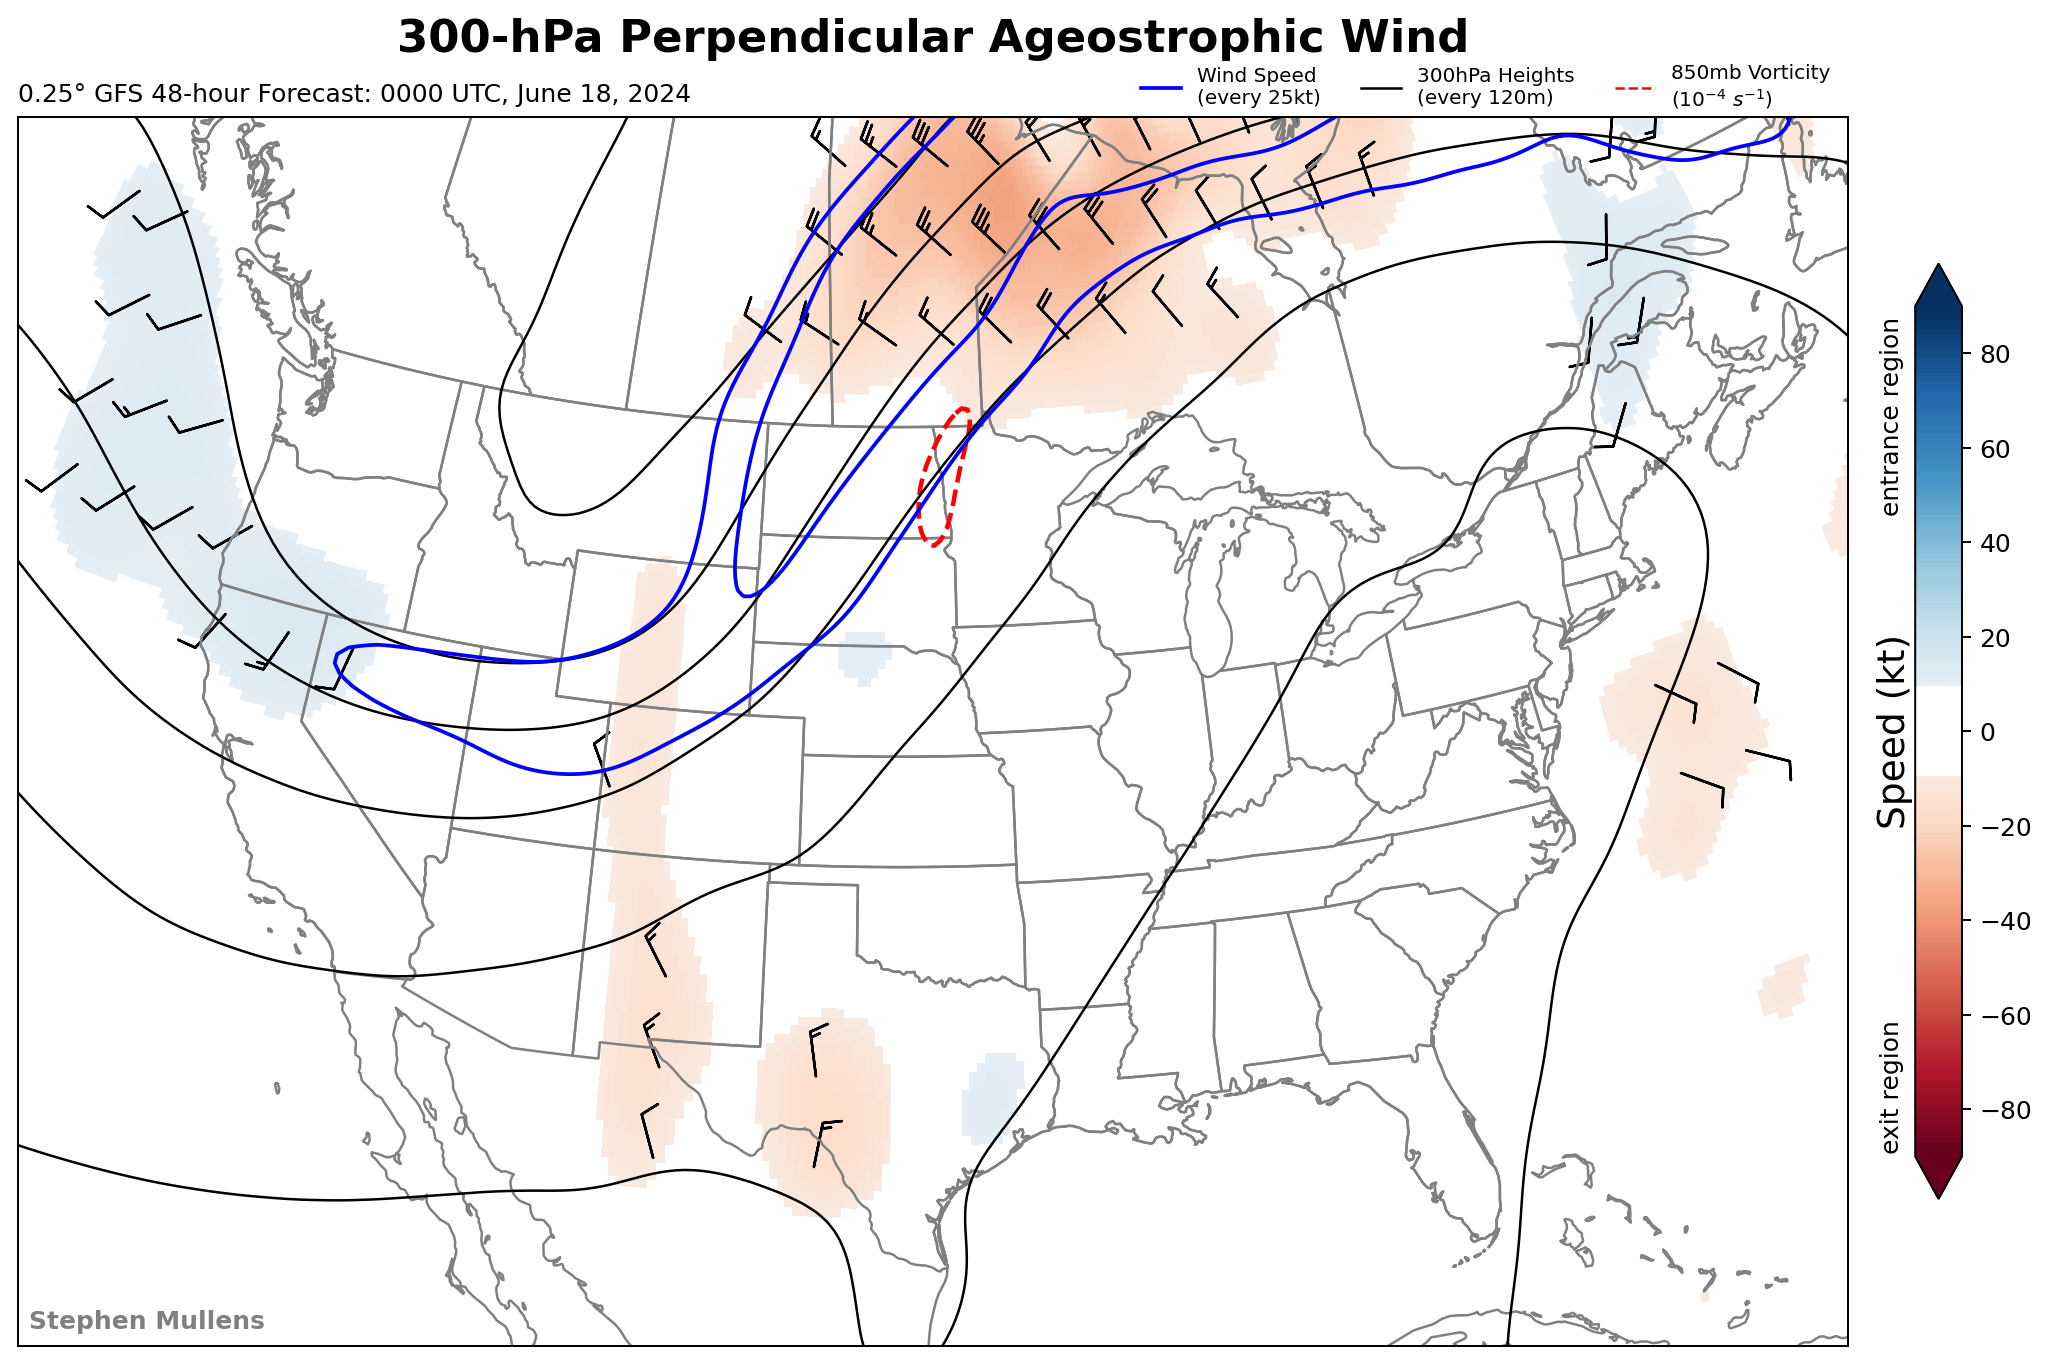 300-hPa Perpendicular Ageostrophic Wind
0.25° GFS 48-hour Forecast: 0000 UTC, June 18, 2024
Wind Speed
(every 25kt)
300hPa Heights
(every 120m)
850mb Vorticity
(10⁻⁴ s⁻¹)
entrance region
Speed (kt)
exit region
80
60
40
20
0
−20
−40
−60
−80
Stephen Mullens